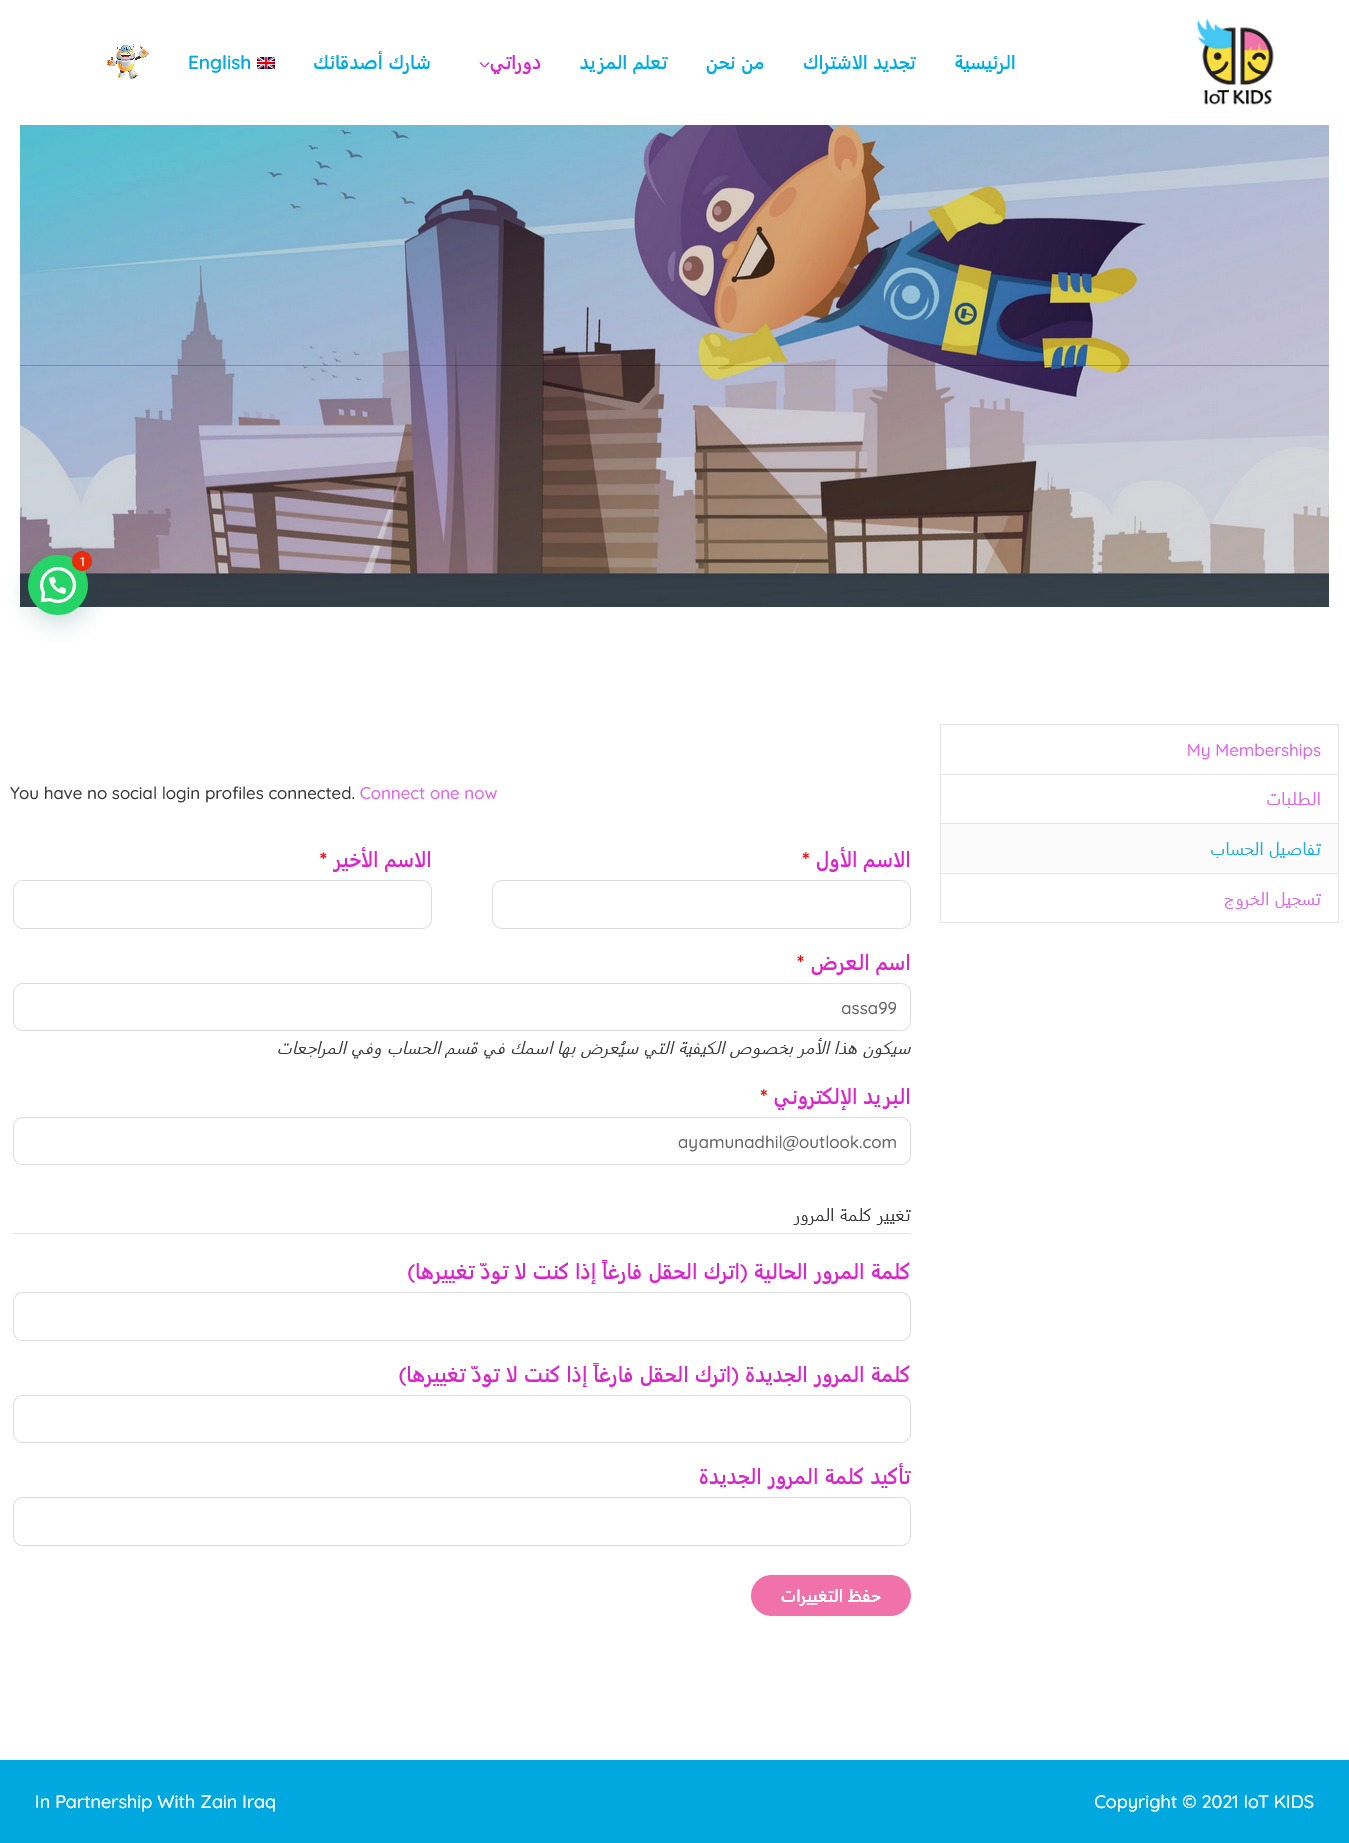 IoT KIDS
الرئيسية
تجديد الاشتراك
من نحن
تعلم المزيد
دوراتي
شارك أصدقائك
English
1
My Memberships
الطلبات
تفاصيل الحساب
تسجيل الخروج
You have no social login profiles connected. Connect one now
الاسم الأول *
الاسم الأخير *
اسم العرض *
assa99
سيكون هذا الأمر بخصوص الكيفية التي سيُعرض بها اسمك في قسم الحساب وفي المراجعات
البريد الإلكتروني *
ayamunadhil@outlook.com
تغيير كلمة المرور
كلمة المرور الحالية (اترك الحقل فارغاً إذا كنت لا تودّ تغييرها)
كلمة المرور الجديدة (اترك الحقل فارغاً إذا كنت لا تودّ تغييرها)
تأكيد كلمة المرور الجديدة
حفظ التغييرات
Copyright © 2021 IoT KIDS
In Partnership With Zain Iraq